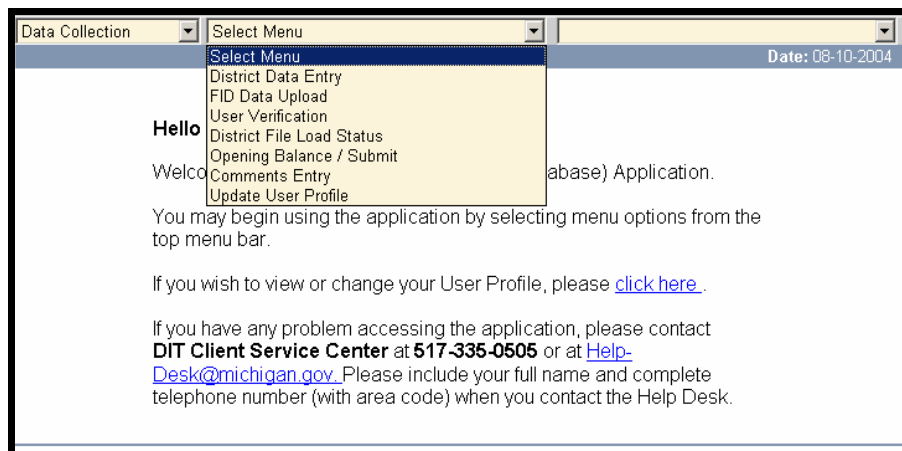 Data Collection Select Menu
Select Menu
Date: 08-10-2004
District Data Entry
FID Data Upload
User Verification
District File Load Status
Opening Balance / Submit
Comments Entry
Update User Profile
Hello
abase) Application.
You may begin using the application by selecting menu options from the
top menu bar.
If you wish to view or change your User Profile, please click here .
If you have any problem accessing the application, please contact
DIT Client Service Center at 517-335-0505 or at Help-
Desk@michigan.gov. Please include your full name and complete
telephone number (with area code) when you contact the Help Desk.